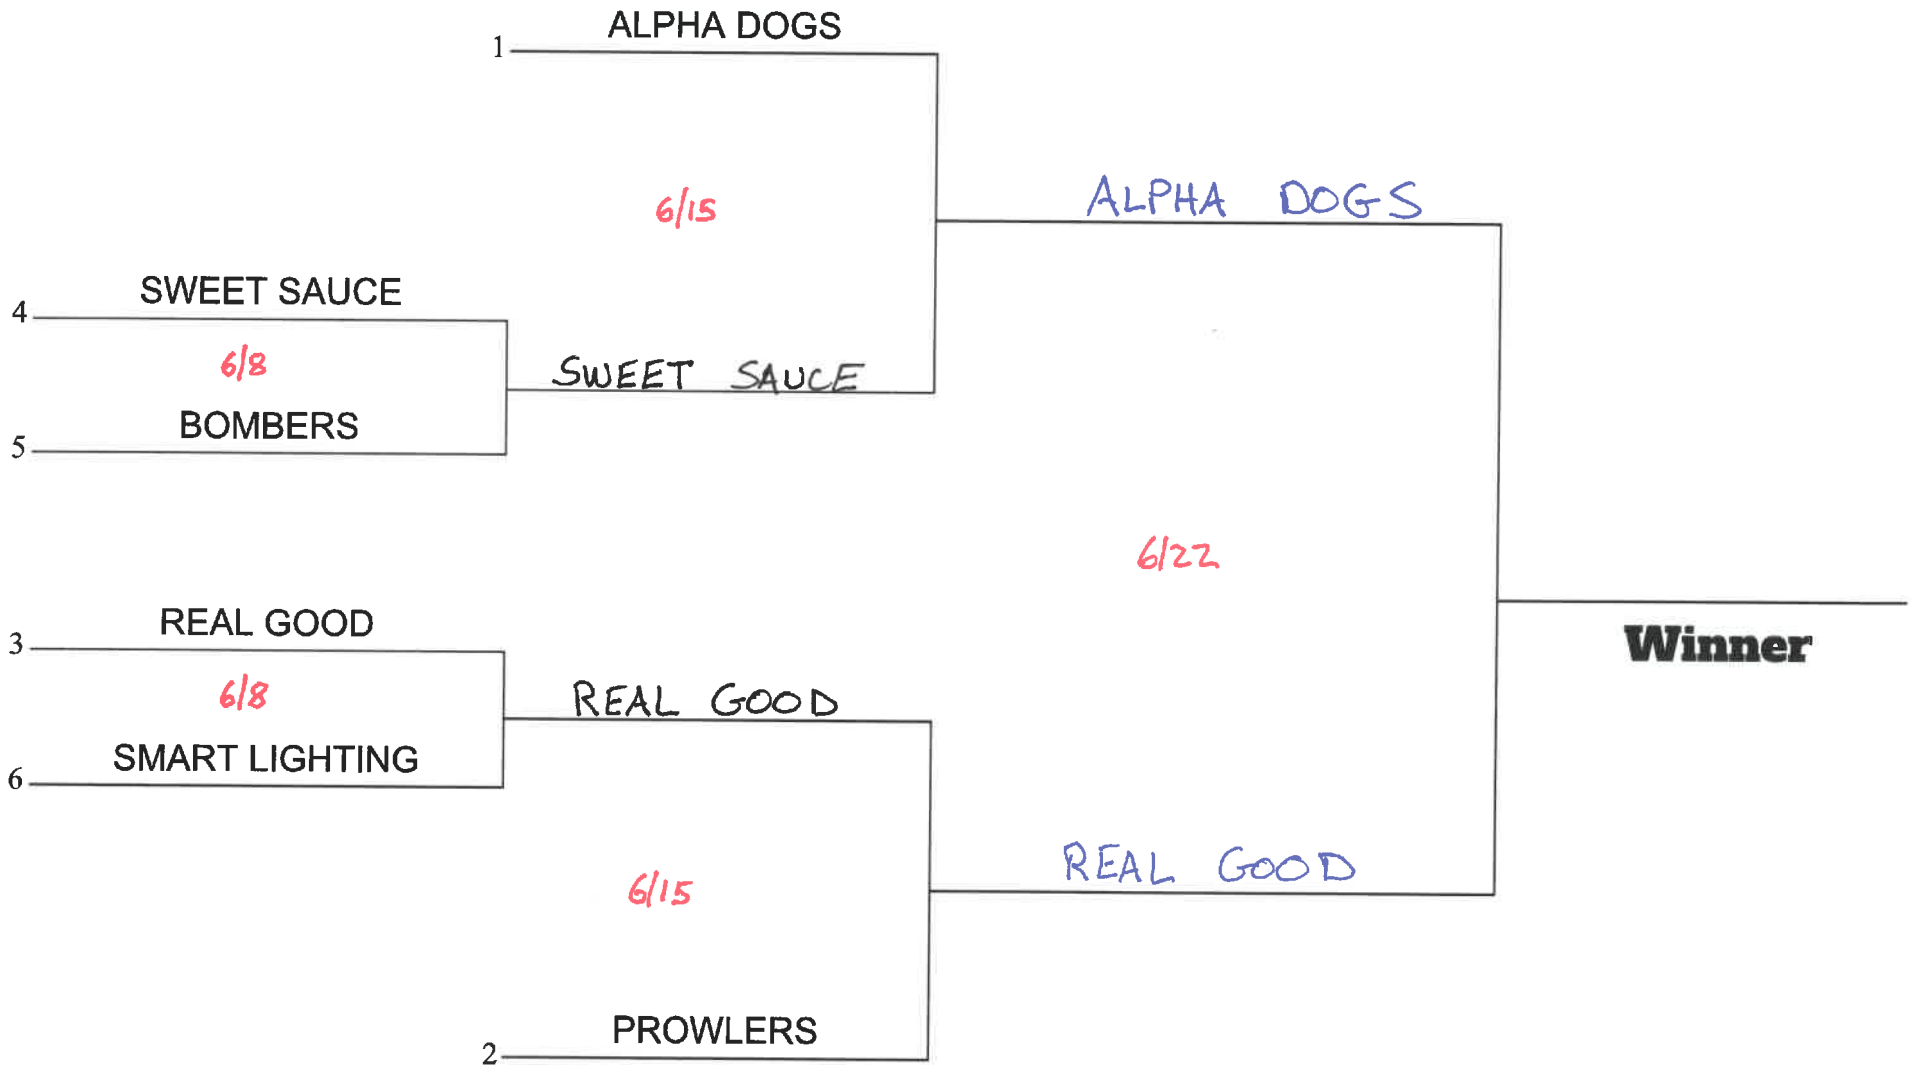 ALPHA DOGS
1
6/15
ALPHA DOGS
SWEET SAUCE
4
6/8
SWEET SAUCE
BOMBERS
5
6/22
Winner
REAL GOOD
3
6/8
REAL GOOD
SMART LIGHTING
6
6/15
REAL GOOD
PROWLERS
2